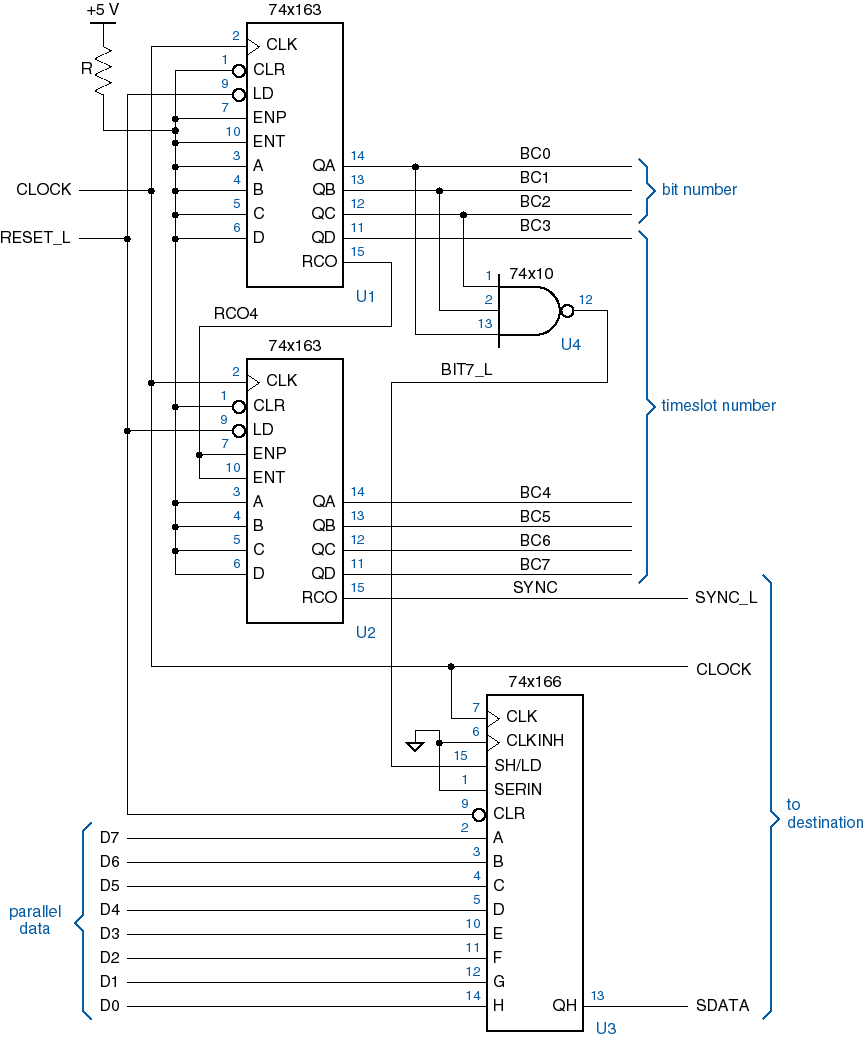 +5 V
R
74x163
2 CLK
1 CLR
9 LD
7 ENP
10 ENT
3 A QA 14 BC0
4 B QB 13 BC1
5 C QC 12 BC2
6 D QD 11 BC3
RCO 15
U1
CLOCK
RESET_L
bit number
RCO4
74x10
1
2
13
12
U4
BIT7_L
timeslot number
74x163
2 CLK
1 CLR
9 LD
7 ENP
10 ENT
3 A QA 14 BC4
4 B QB 13 BC5
5 C QC 12 BC6
6 D QD 11 BC7
RCO 15 SYNC SYNC_L
U2
CLOCK
74x166
7 CLK
6 CLKINH
15 SH/LD
1 SERIN
9 CLR
D7 2 A
D6 3 B
D5 4 C
D4 5 D
D3 10 E
D2 11 F
D1 12 G
D0 14 H QH 13 SDATA
U3
parallel
data
to
destination